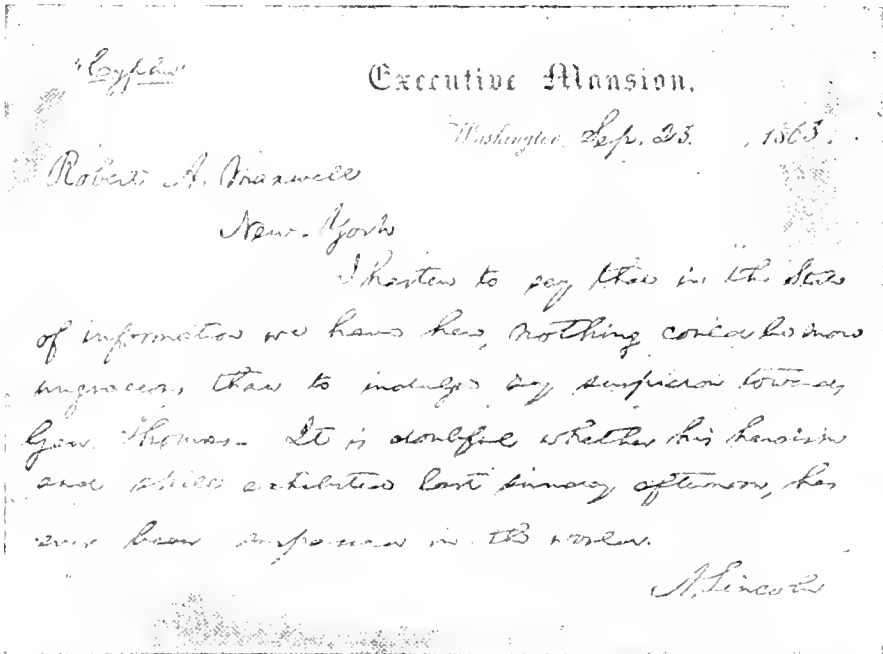 "Cypher"
Executive Mansion,
Washington, Sep. 23. , 1863.
Robert A. Maxwell
New-York
I hasten to say that in the state
of information we have here, nothing could be more
ungracious than to indulge any suspicion towards
Gen. Thomas. It is doubtful whether his heroism
and skill exhibited last sunday afternoon, has
ever been surpassed in the world.
A. Lincoln